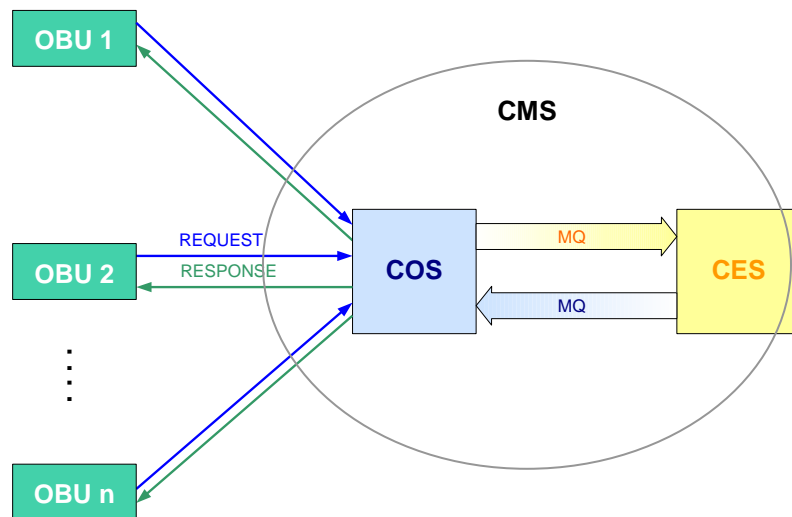 OBU 1
CMS
REQUEST
OBU 2
RESPONSE
COS
MQ
MQ
CES
OBU n